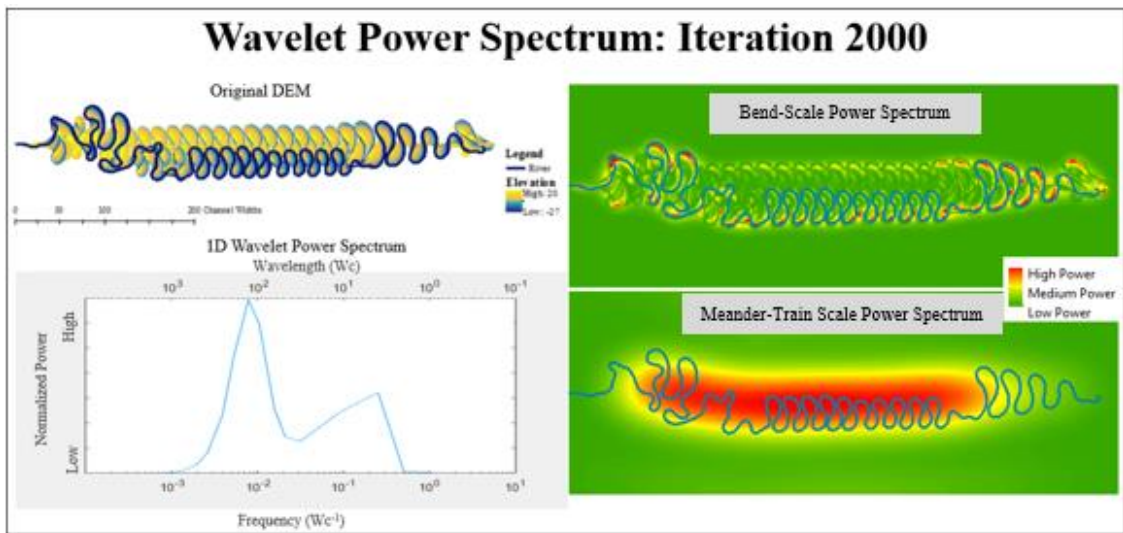 Wavelet Power Spectrum: Iteration 2000
Original DEM
Legend
River
Elevation
High: 20
Low: -27
0 50 100 200 Channel Widths
1D Wavelet Power Spectrum
Wavelength (Wc)
10³ 10² 10¹ 10⁰ 10⁻¹
High
Normalized Power
Low
10⁻³ 10⁻² 10⁻¹ 10⁰ 10¹
Frequency (Wc⁻¹)
Bend-Scale Power Spectrum
High Power
Medium Power
Low Power
Meander-Train Scale Power Spectrum